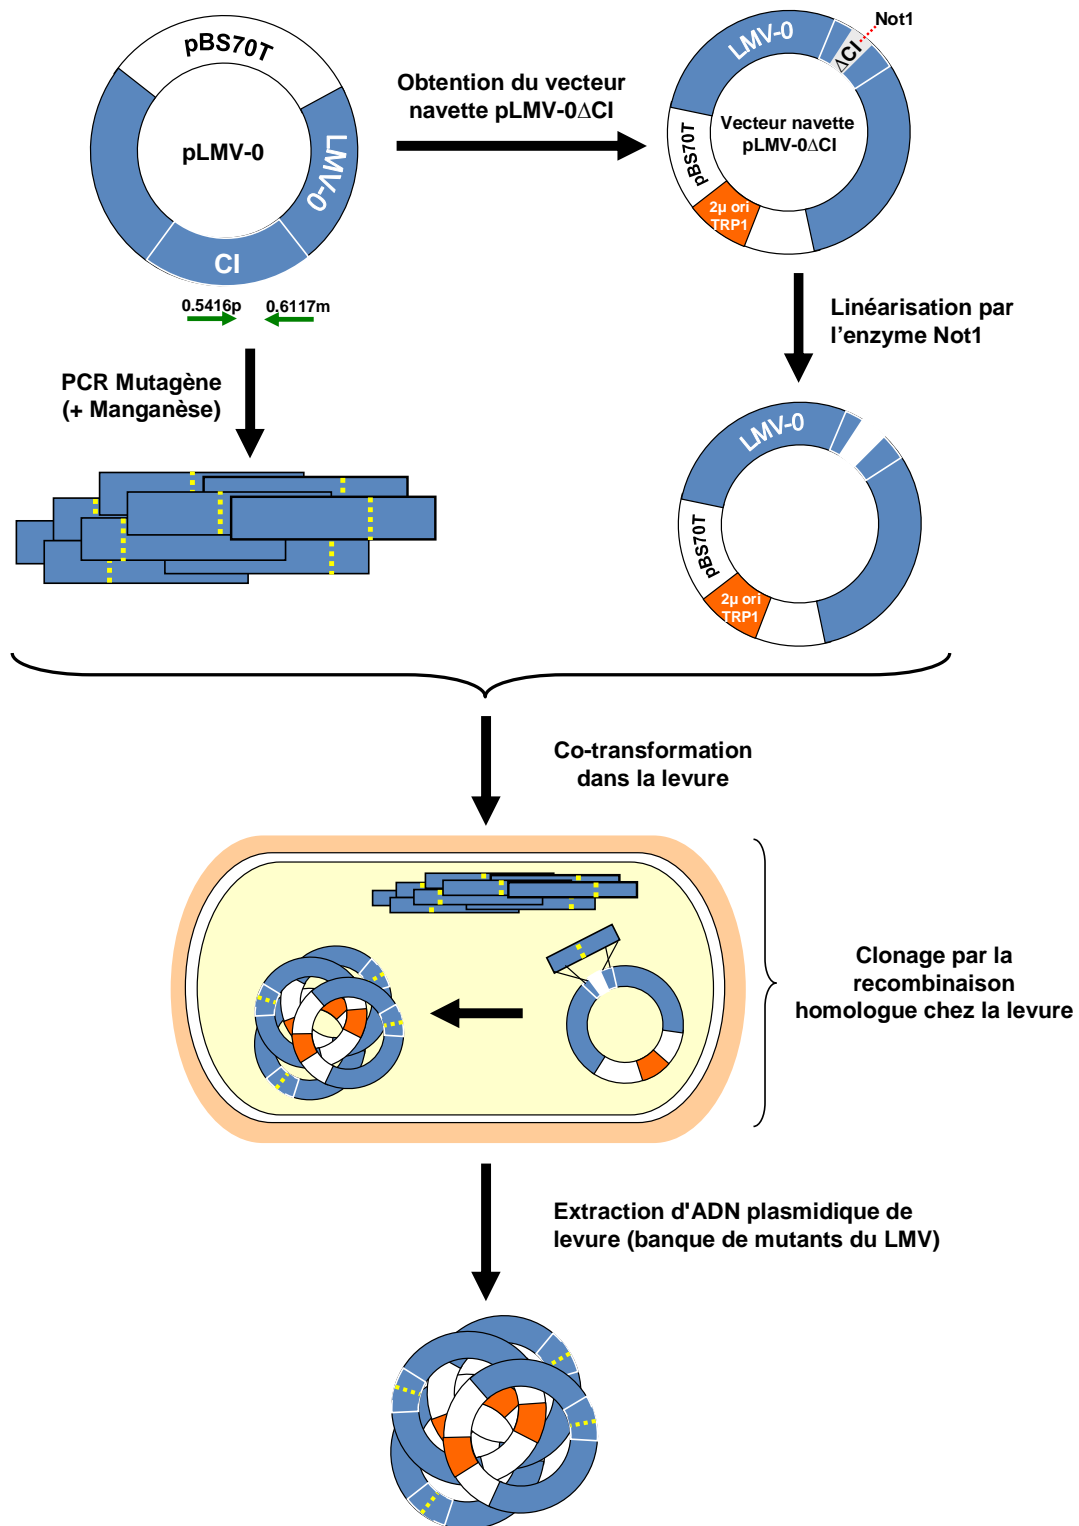 pBS70T
pLMV-0
LMV-0
CI
0.5416p
0.6117m
Obtention du vecteur
navette pLMV-0ΔCI
Not1
LMV-0
ΔCI
Vecteur navette
pLMV-0ΔCI
pBS70T
2µ ori
TRP1
PCR Mutagène
(+ Manganèse)
Linéarisation par
l'enzyme Not1
LMV-0
pBS70T
2µ ori
TRP1
Co-transformation
dans la levure
Clonage par la
recombinaison
homologue chez la levure
Extraction d'ADN plasmidique de
levure (banque de mutants du LMV)